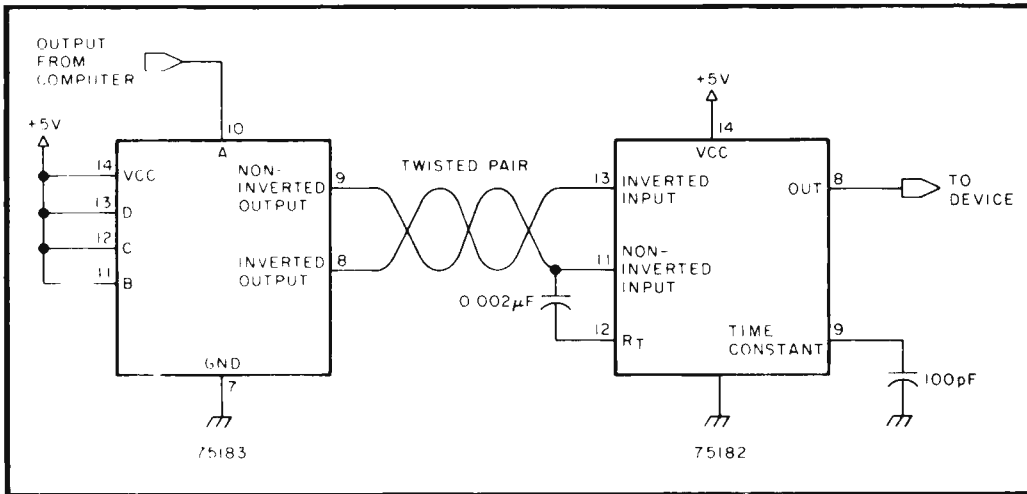 OUTPUT
FROM
COMPUTER
+5V
10
A
14
VCC
13
D
12
C
11
B
NON-
INVERTED
OUTPUT
9
INVERTED
OUTPUT
8
GND
7
75183
TWISTED PAIR
0.002µF
+5V
14
VCC
13
INVERTED
INPUT
11
NON-
INVERTED
INPUT
12
RT
OUT
8
TO
DEVICE
TIME
CONSTANT
9
100pF
75182